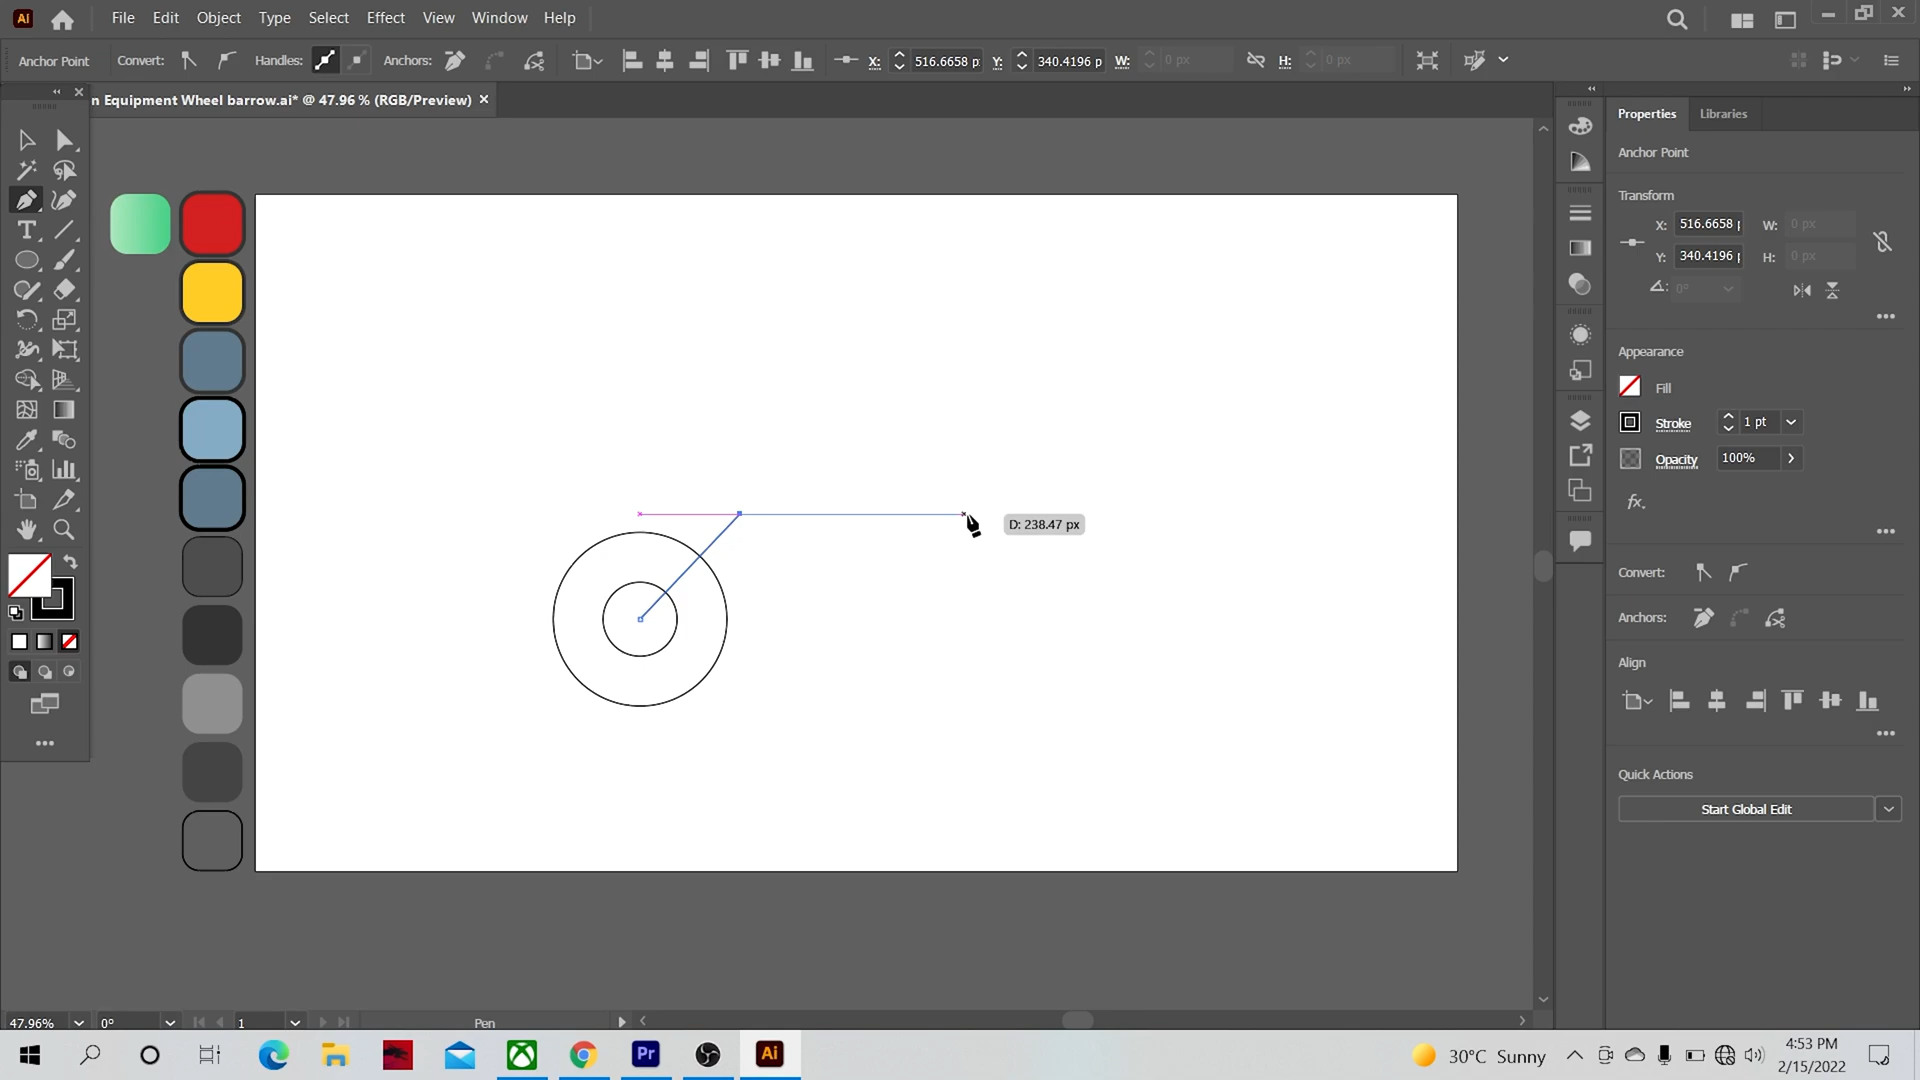 Ai File Edit Object Select Type Effect View Window Help
Anchor Point Convert: Handles: Anchors: X: 516.6658 p Y: 340.4196 p W: 0 px H: 0 px
n Equipment Wheel barrow.ai* @ 47.96 % (RGB/Preview) ×
Properties Libraries
Anchor Point
Transform
X: 516.6658 W: 0 px
Y: 340.4196 H: 0 px
0°
Appearance
Fill
Stroke 1 pt
Opacity 100%
fx.
D: 238.47 px
Convert:
Anchors:
Align
Quick Actions
Start Global Edit
47.96% 0° 1 Pen
Pr Ai 30°C Sunny
4:53 PM
2/15/2022